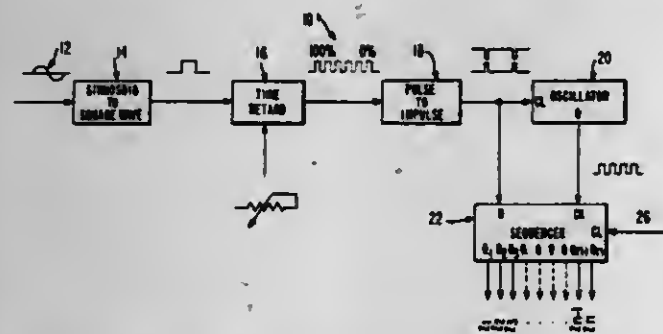 10
12
14
16
100% 0%
18
20
SINUSOID
TO
SQUARE WAVE
TIME
RETARD
PULSE
TO
IMPULSE
CL OSCILLATOR
22
D CK
SEQUENCER CL
26